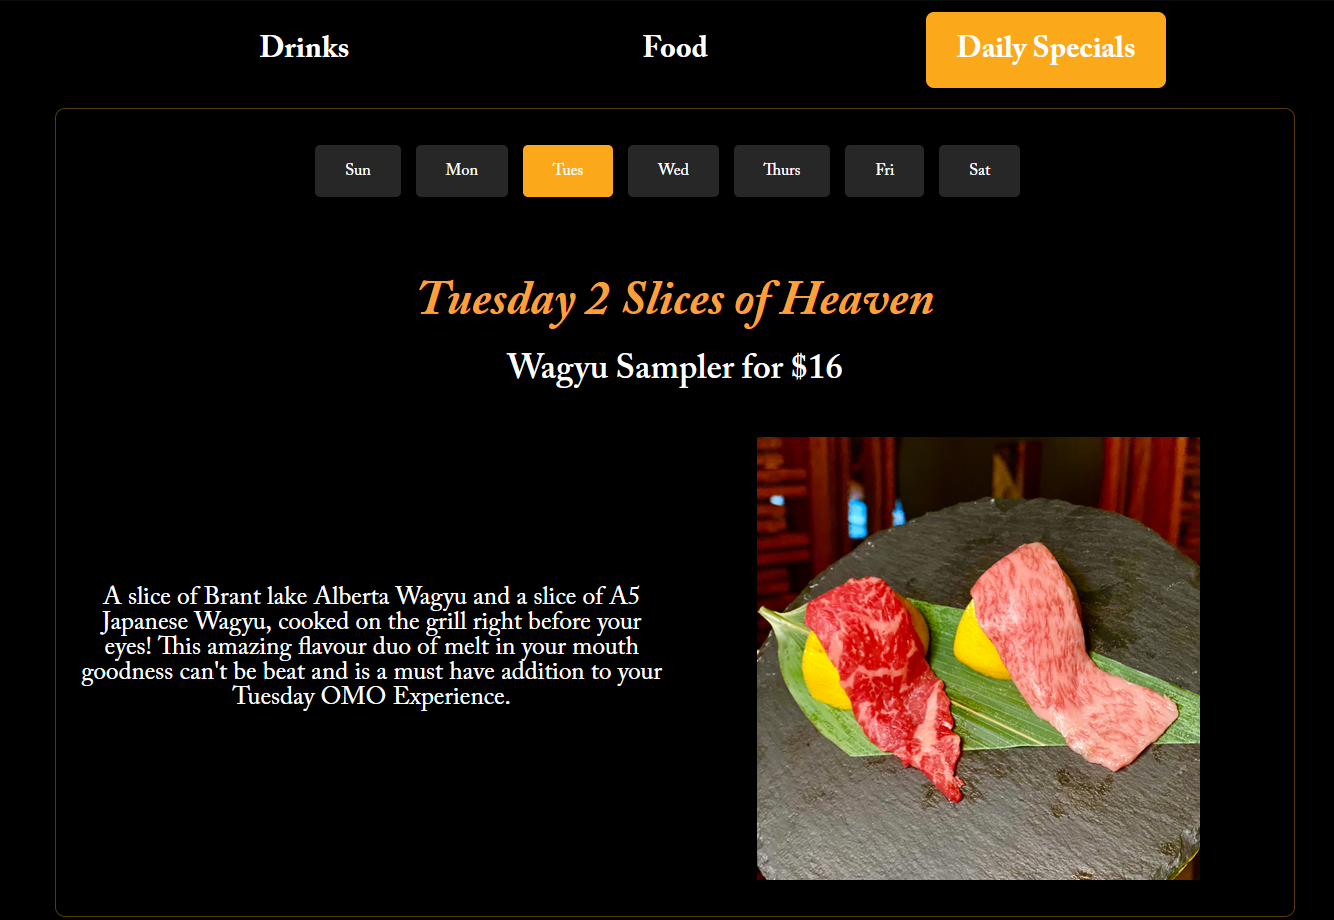 Drinks
Food
Daily Specials
Sun
Mon
Tues
Wed
Thurs
Fri
Sat
Tuesday 2 Slices of Heaven
Wagyu Sampler for $16
A slice of Brant lake Alberta Wagyu and a slice of A5
Japanese Wagyu, cooked on the grill right before your
eyes! This amazing flavour duo of melt in your mouth
goodness can't be beat and is a must have addition to your
Tuesday OMO Experience.